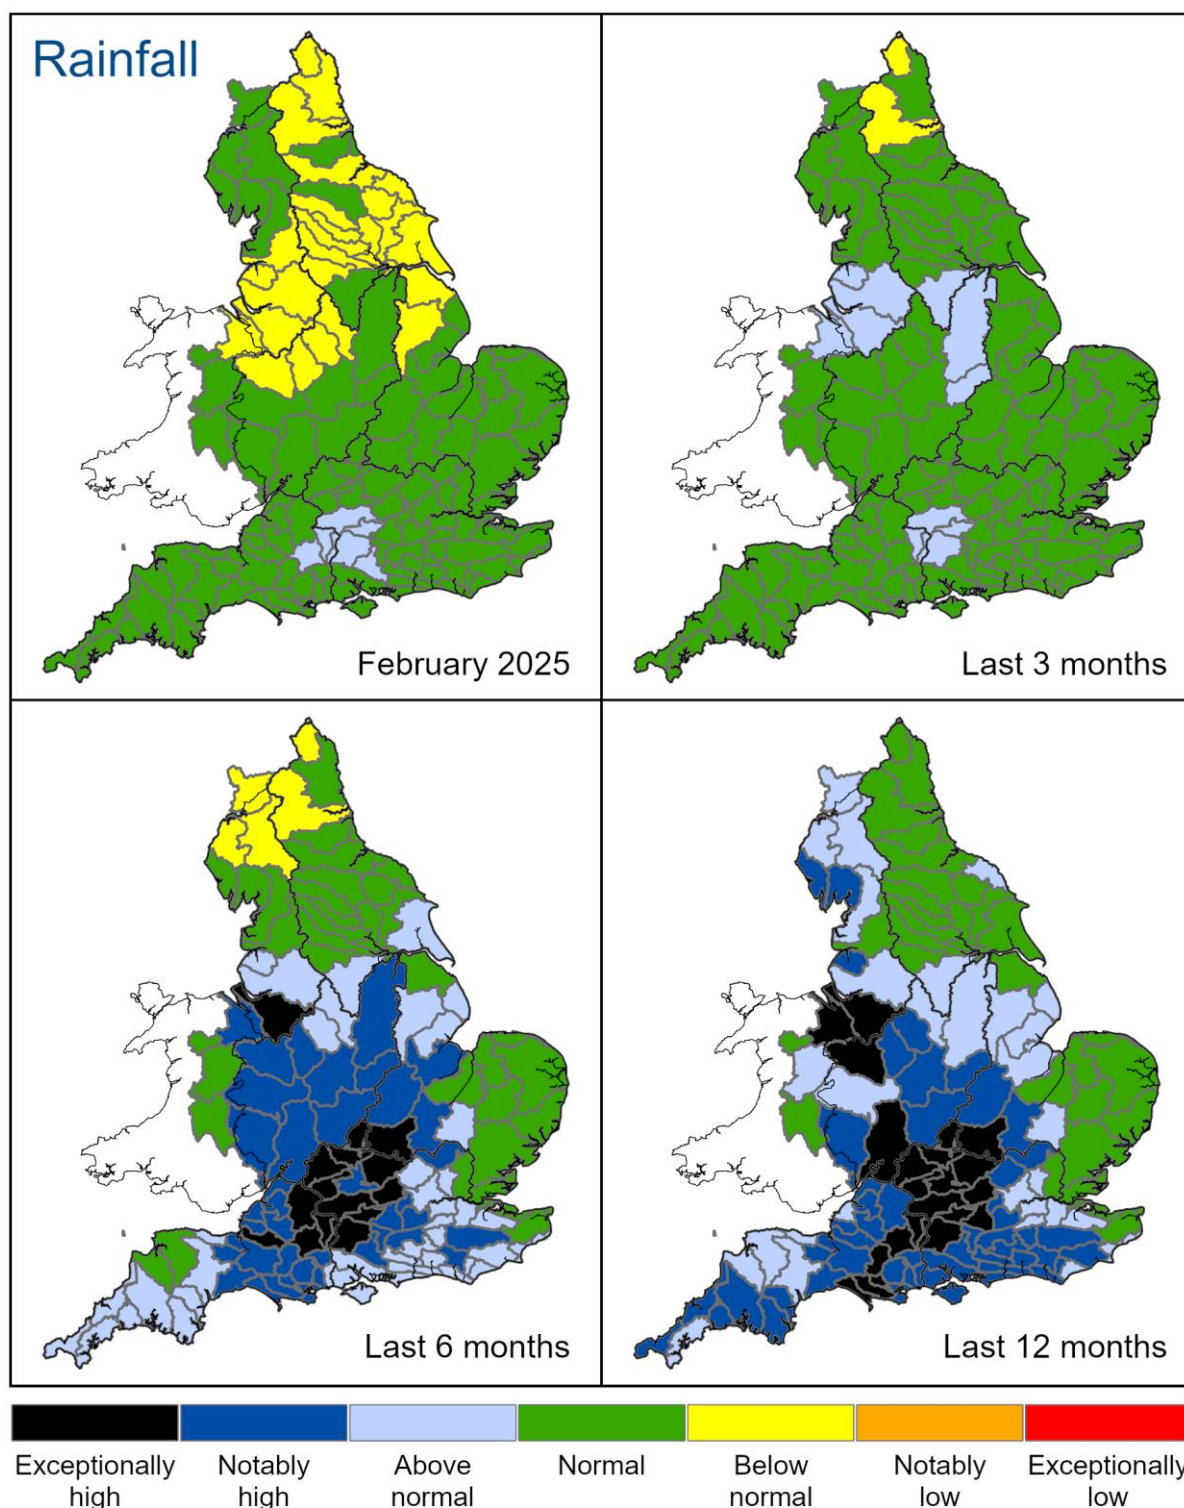 Rainfall
February 2025
Last 3 months
Last 6 months
Last 12 months
Exceptionally high
Notably high
Above normal
Normal
Below normal
Notably low
Exceptionally low